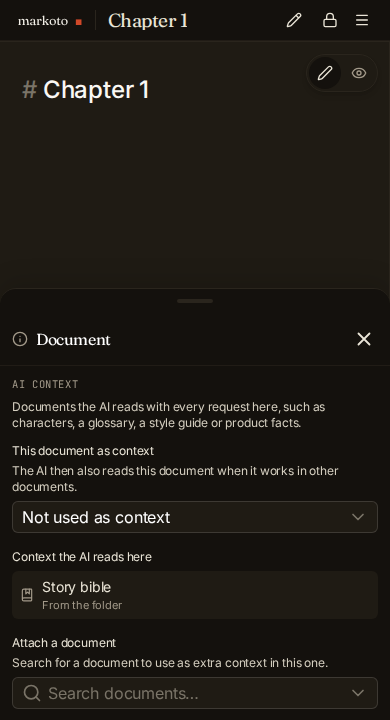 markoto
Chapter 1
# Chapter 1
Document
AI CONTEXT
Documents the AI reads with every request here, such as
characters, a glossary, a style guide or product facts.
This document as context
The AI then also reads this document when it works in other
documents.
Not used as context
Context the AI reads here
Story bible
From the folder
Attach a document
Search for a document to use as extra context in this one.
Search documents...